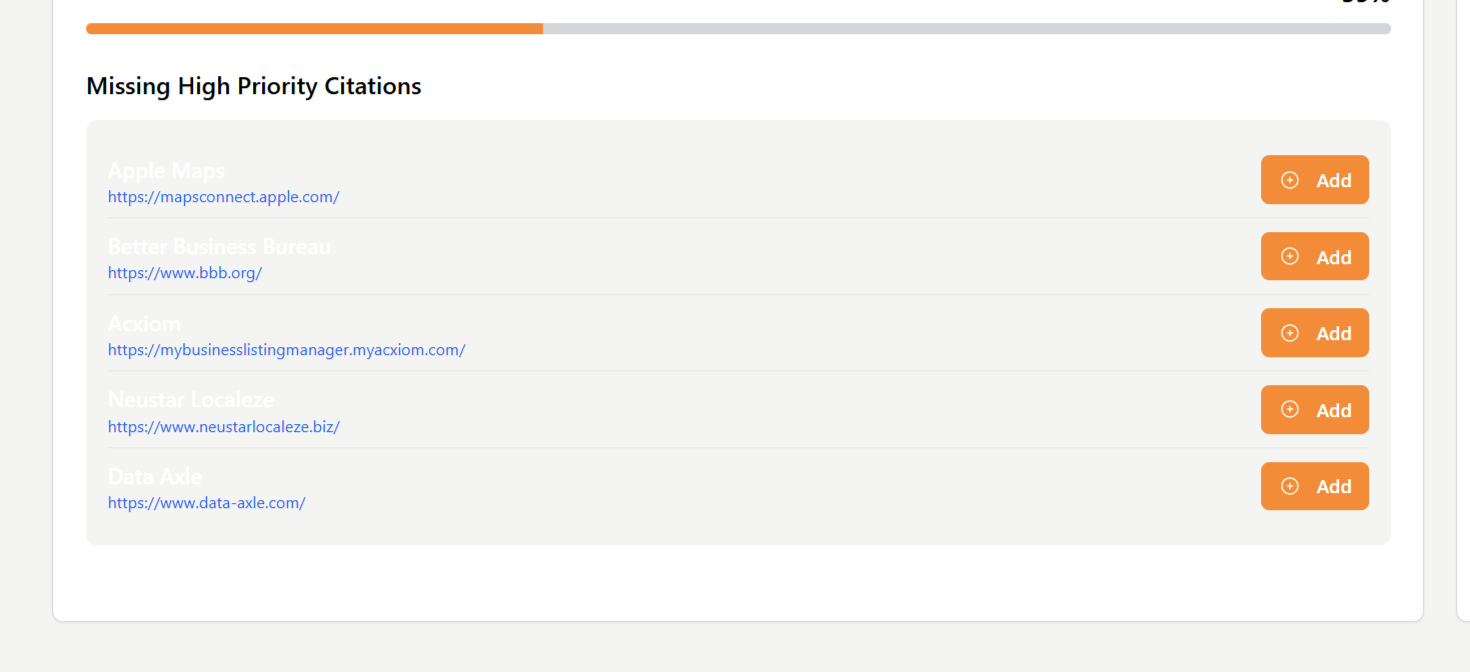 Missing High Priority Citations
Apple Maps
https://mapsconnect.apple.com/
Add
Better Business Bureau
https://www.bbb.org/
Add
Acxiom
https://mybusinesslistingmanager.myacxiom.com/
Add
Neustar Localeze
https://www.neustarlocaleze.biz/
Add
Data Axle
https://www.data-axle.com/
Add